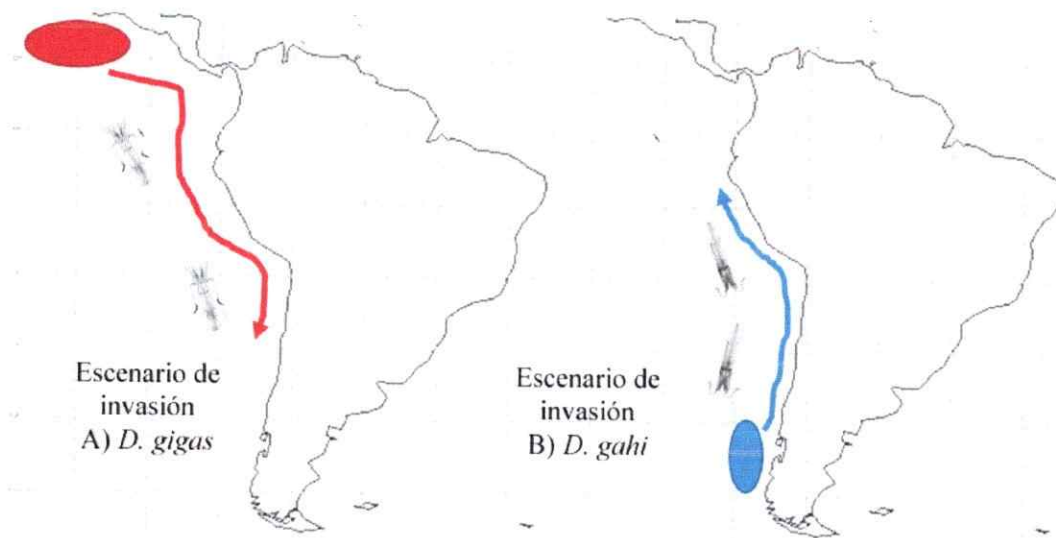 Escenario de
invasión
A) D. gigas
Escenario de
invasión
B) D. gahi